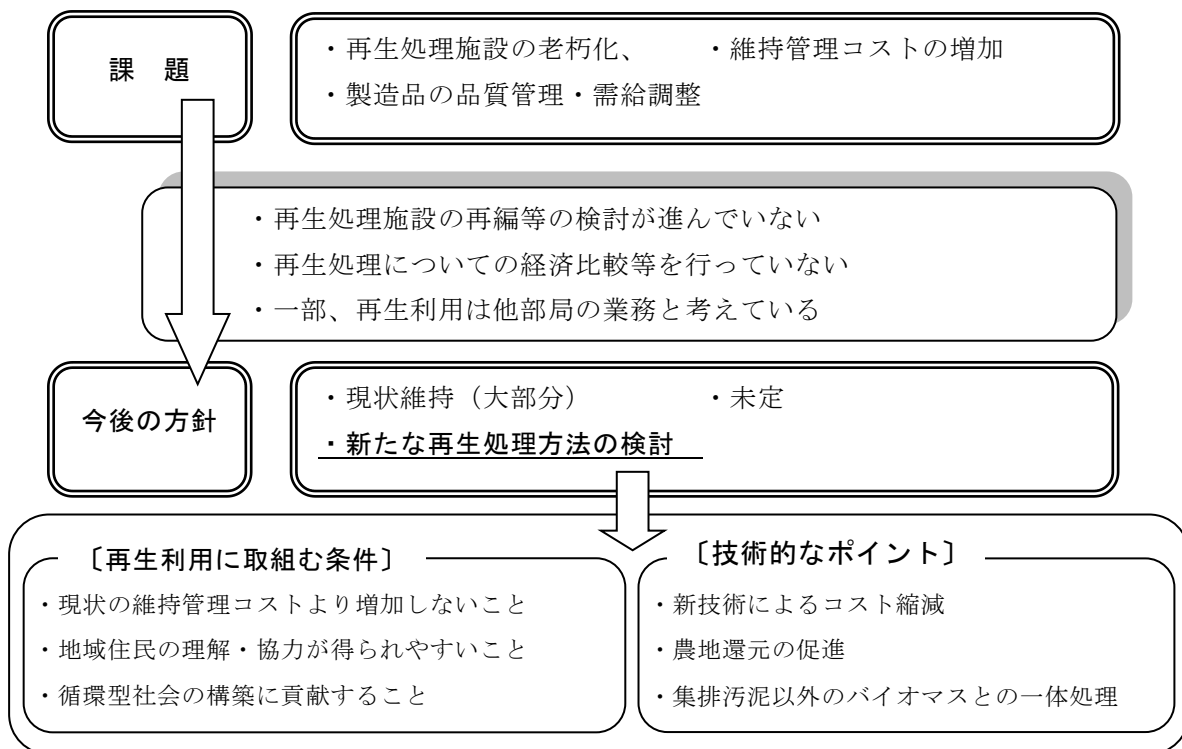 課　題
・再生処理施設の老朽化、　　・維持管理コストの増加
・製造品の品質管理・需給調整
・再生処理施設の再編等の検討が進んでいない
・再生処理についての経済比較等を行っていない
・一部、再生利用は他部局の業務と考えている
今後の方針
・現状維持（大部分）　　・未定
・新たな再生処理方法の検討
〔再生利用に取組む条件〕
・現状の維持管理コストより増加しないこと
・地域住民の理解・協力が得られやすいこと
・循環型社会の構築に貢献すること
〔技術的なポイント〕
・新技術によるコスト縮減
・農地還元の促進
・集排汚泥以外のバイオマスとの一体処理